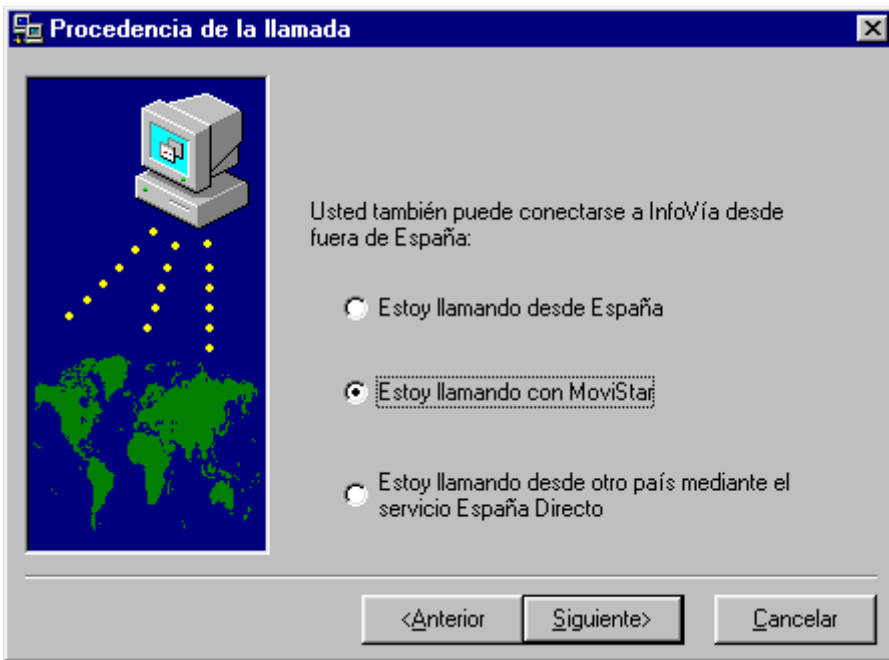 Procedencia de la llamada
Usted también puede conectarse a InfoVía desde
fuera de España:
Estoy llamando desde España
Estoy llamando con MoviStar
Estoy llamando desde otro país mediante el
servicio España Directo
<Anterior
Siguiente>
Cancelar